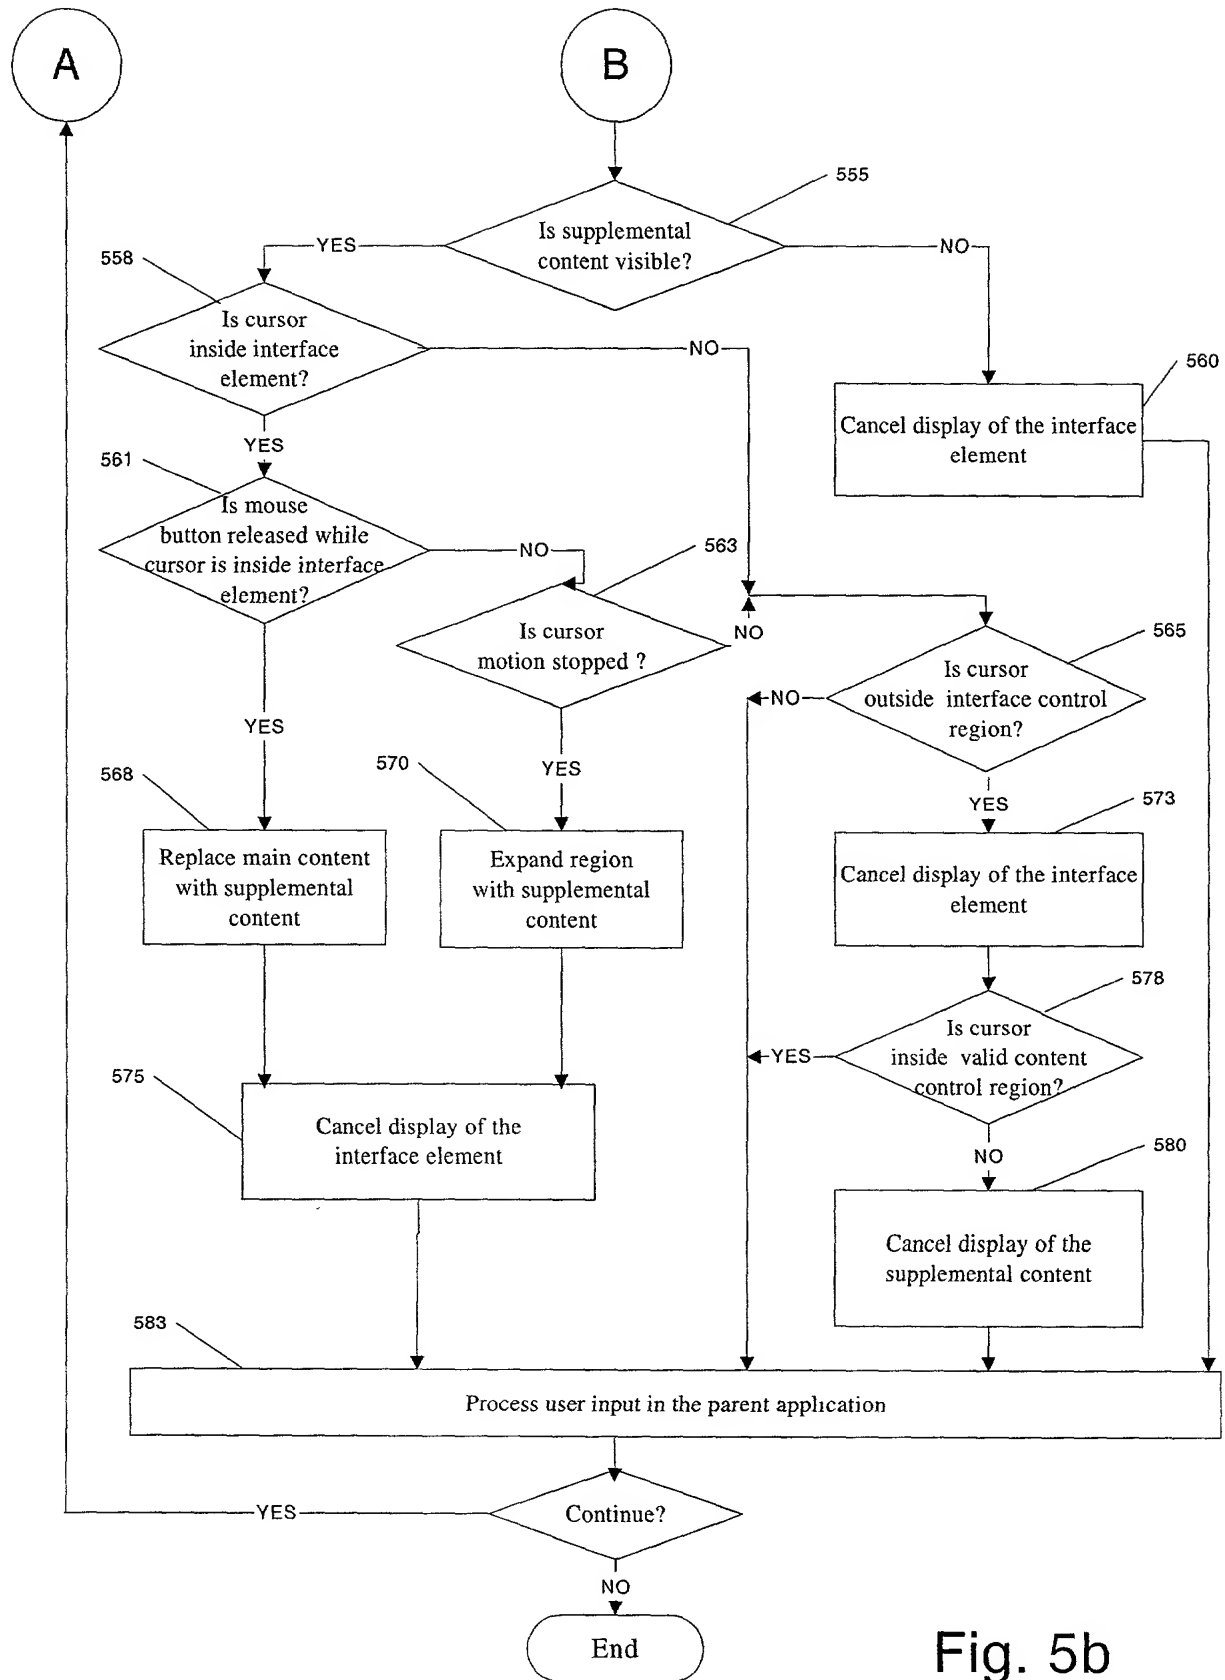 A
B
555
Is supplemental
content visible?
YES
NO
558
Is cursor
inside interface
element?
NO
560
Cancel display of the interface
element
YES
561
Is mouse
button released while
cursor is inside interface
element?
NO
563
Is cursor
motion stopped ?
NO
565
Is cursor
outside interface control
region?
NO
YES
YES
YES
568
570
573
Replace main content
with supplemental
content
Expand region
with supplemental
content
Cancel display of the interface
element
578
Is cursor
inside valid content
control region?
YES
575
Cancel display of the
interface element
NO
580
Cancel display of the
supplemental content
583
Process user input in the parent application
Continue?
YES
NO
End
Fig. 5b